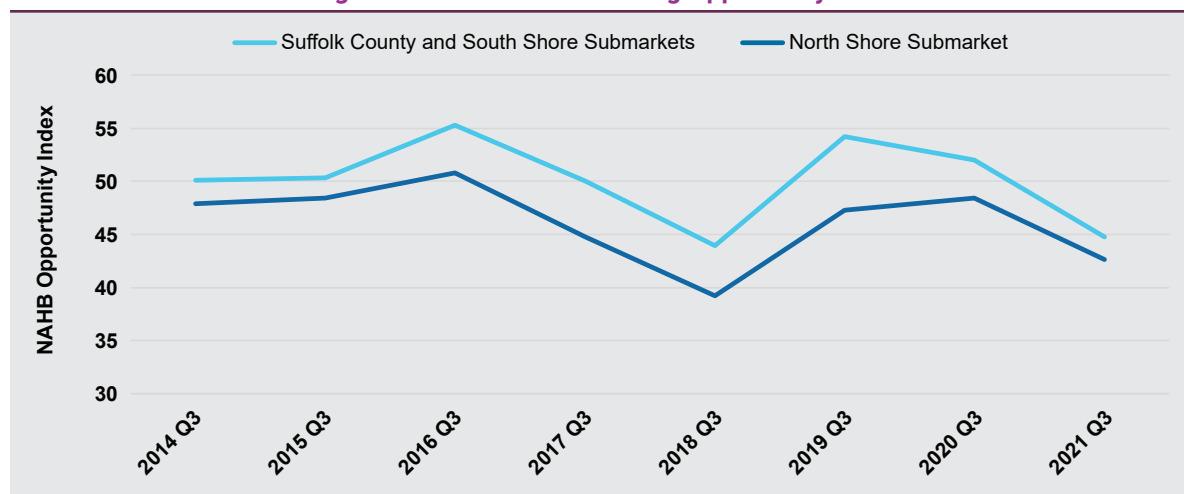 Suffolk County and South Shore Submarkets
North Shore Submarket
NAHB Opportunity Index
60
55
50
45
40
35
30
2014 Q3
2015 Q3
2016 Q3
2017 Q3
2018 Q3
2019 Q3
2020 Q3
2021 Q3